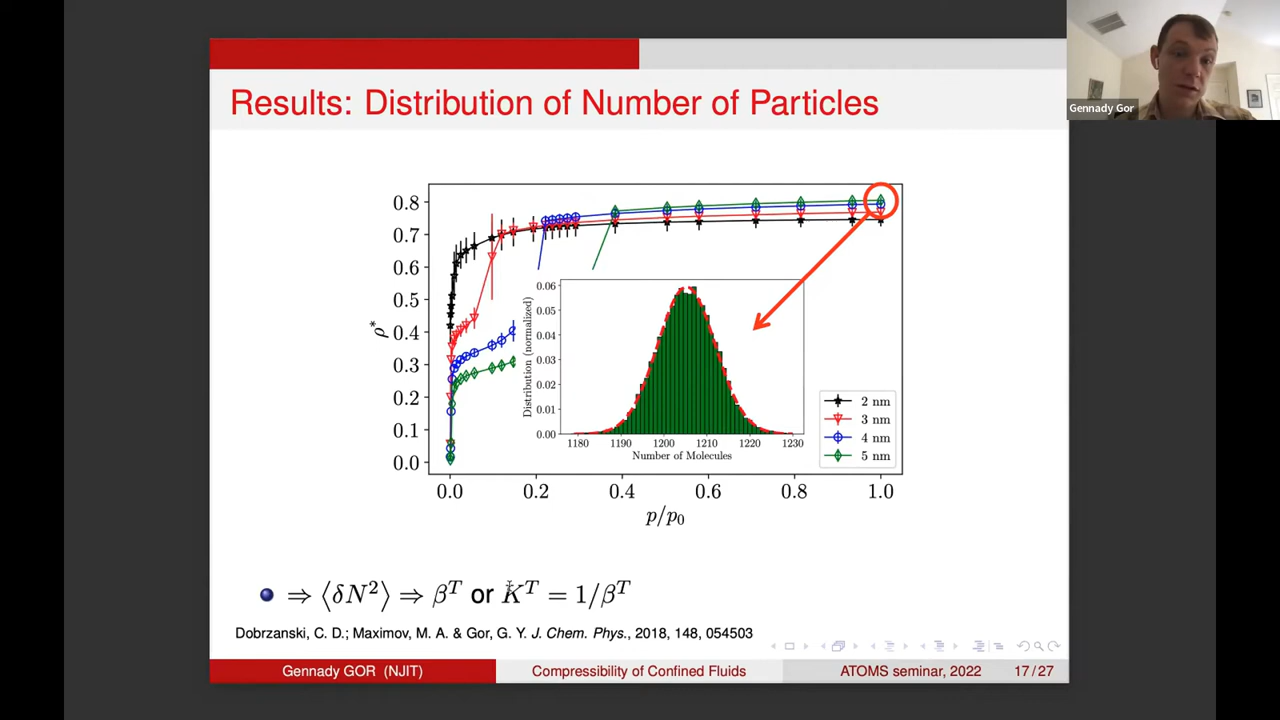 Gennady Gor
Results: Distribution of Number of Particles
ρ*
0.8
0.7
0.6
0.5
0.4
0.3
0.2
0.1
0.0
0.0 0.2 0.4 0.6 0.8 1.0
p/p₀
Distribution (normalized)
0.06
0.05
0.04
0.03
0.02
0.01
0.00
1180 1190 1200 1210 1220 1230
Number of Molecules
2 nm
3 nm
4 nm
5 nm
⇒ ⟨δN²⟩ ⇒ βᵀ or Kᵀ = 1/βᵀ
Dobrzanski, C. D.; Maximov, M. A. & Gor, G. Y. J. Chem. Phys., 2018, 148, 054503
Gennady GOR (NJIT) Compressibility of Confined Fluids ATOMS seminar, 2022 17/27